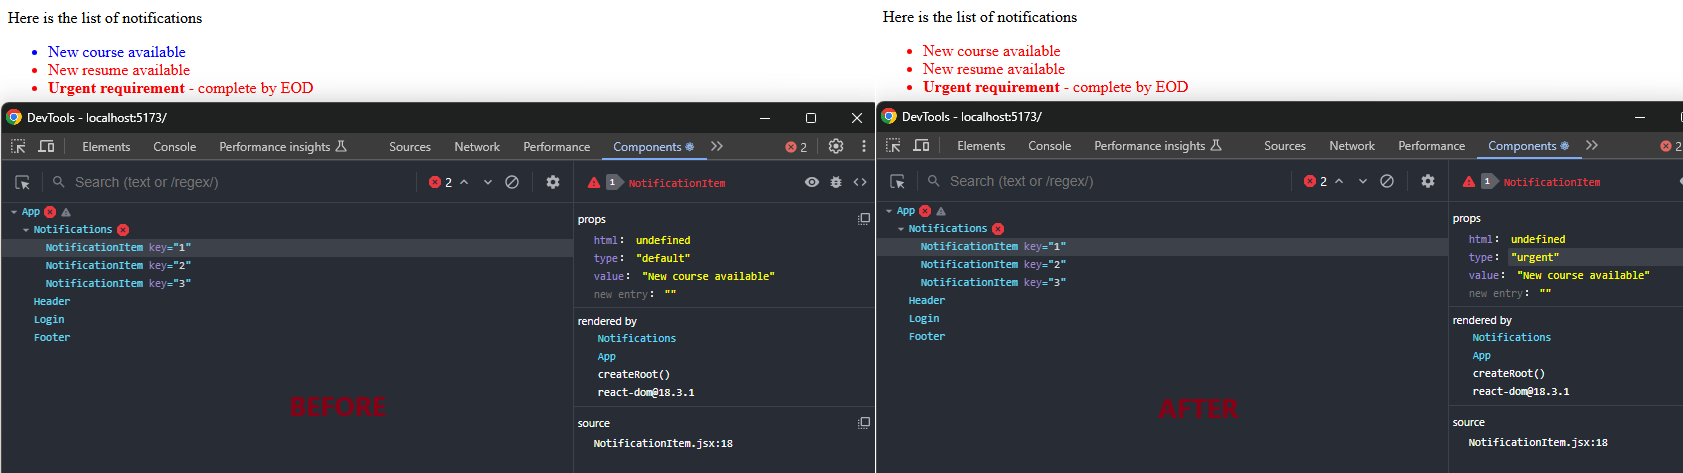 Here is the list of notifications
New course available
New resume available
Urgent requirement - complete by EOD
DevTools - localhost:5173/
Elements Console Performance insights Sources Network Performance Components 2
Search (text or /regex/) 2 1 NotificationItem
App
Notifications
NotificationItem key="1"
NotificationItem key="2"
NotificationItem key="3"
Header
Login
Footer
BEFORE
props
html: undefined
type: "default"
value: "New course available"
new entry: ""
rendered by
Notifications
App
createRoot()
react-dom@18.3.1
source
NotificationItem.jsx:18
Here is the list of notifications
New course available
New resume available
Urgent requirement - complete by EOD
DevTools - localhost:5173/
Elements Console Performance insights Sources Network Performance Components 2
Search (text or /regex/) 2 1 NotificationItem
App
Notifications
NotificationItem key="1"
NotificationItem key="2"
NotificationItem key="3"
Header
Login
Footer
AFTER
props
html: undefined
type: "urgent"
value: "New course available"
new entry: ""
rendered by
Notifications
App
createRoot()
react-dom@18.3.1
source
NotificationItem.jsx:18